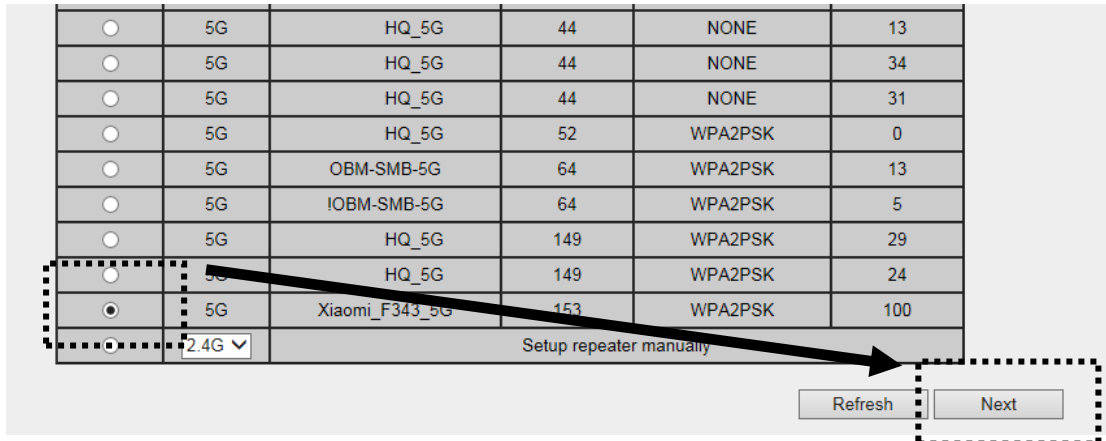 5G HQ_5G 44 NONE 13
5G HQ_5G 44 NONE 34
5G HQ_5G 44 NONE 31
5G HQ_5G 52 WPA2PSK 0
5G OBM-SMB-5G 64 WPA2PSK 13
5G !OBM-SMB-5G 64 WPA2PSK 5
5G HQ_5G 149 WPA2PSK 29
5G HQ_5G 149 WPA2PSK 24
5G Xiaomi_F343_5G 153 WPA2PSK 100
2.4G Setup repeater manually
Refresh Next